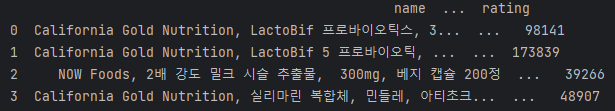 name ... rating
0 California Gold Nutrition, LactoBif 프로바이오틱스, 3... ... 98141
1 California Gold Nutrition, LactoBif 5 프로바이오틱, ... ... 173839
2 NOW Foods, 2배 강도 밀크 시슬 추출물, 300mg, 베지 캡슐 200정 ... 39266
3 California Gold Nutrition, 실리마린 복합체, 민들레, 아티초크... ... 48907